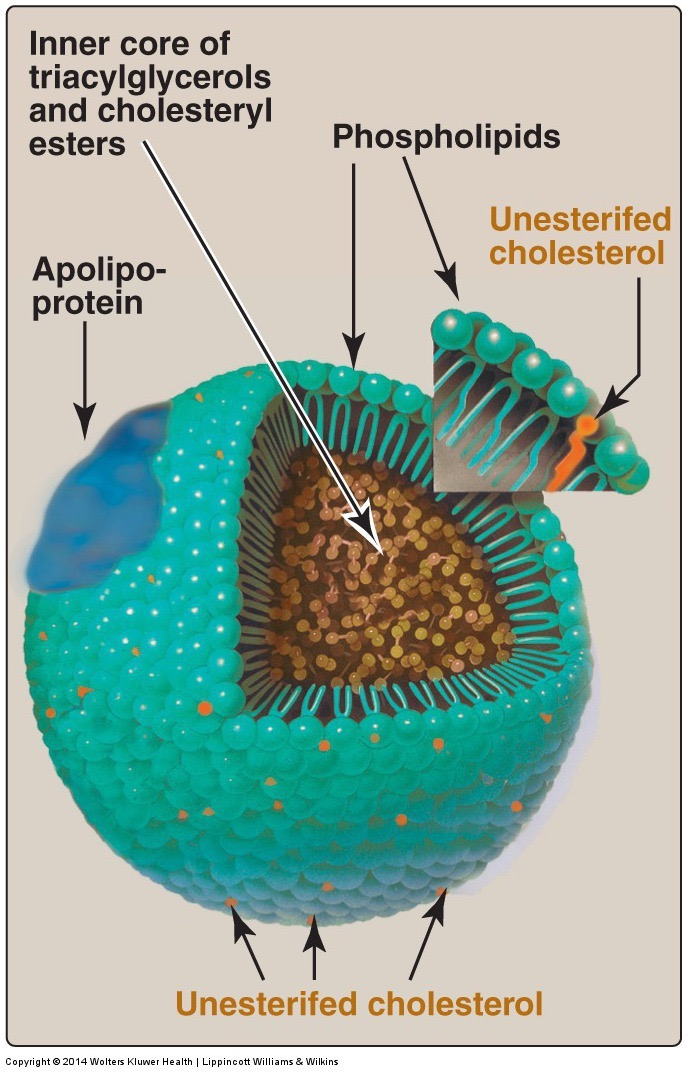 Inner core of
triacylglycerols
and cholesteryl
esters
Phospholipids
Unesterifed
cholesterol
Apolipo-
protein
Unesterifed cholesterol
Copyright © 2014 Wolters Kluwer Health | Lippincott Williams & Wilkins